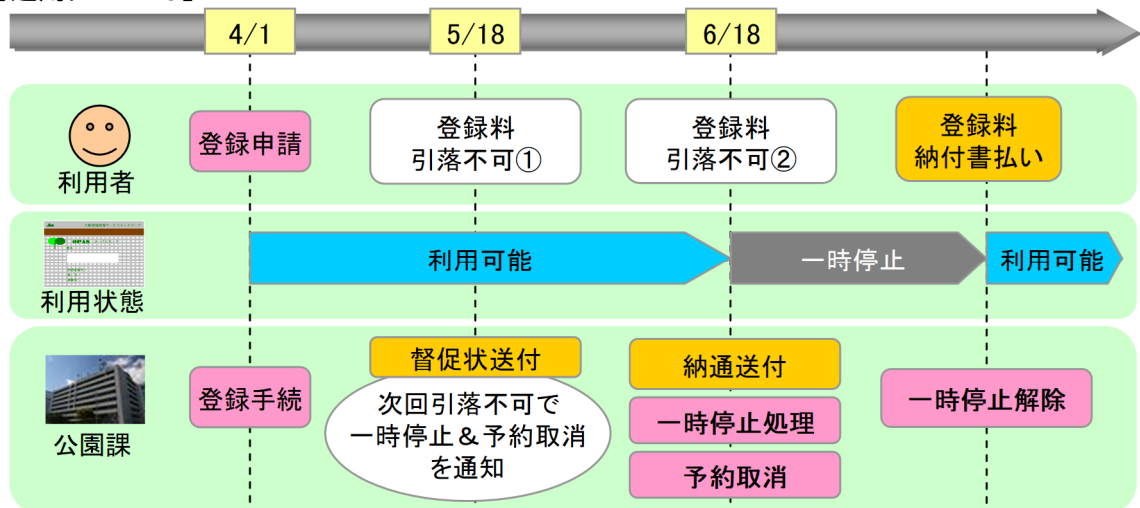 4/1
5/18
6/18
登録申請
登録料
引落不可①
登録料
引落不可②
登録料
納付書払い
利用者
OPAS
利用可能
一時停止
利用可能
利用状態
督促状送付
次回引落不可で
一時停止&予約取消
を通知
納通送付
一時停止処理
予約取消
登録手続
一時停止解除
公園課